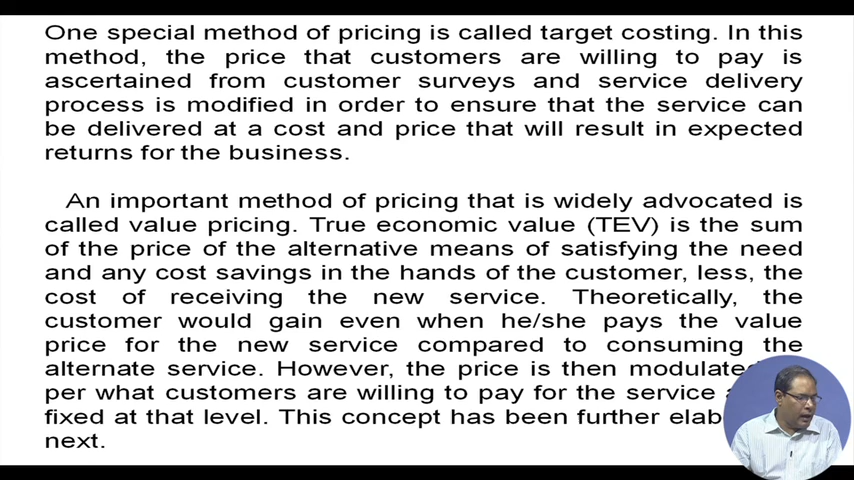 One special method of pricing is called target costing. In this
method, the price that customers are willing to pay is
ascertained from customer surveys and service delivery
process is modified in order to ensure that the service can
be delivered at a cost and price that will result in expected
returns for the business.
An important method of pricing that is widely advocated is
called value pricing. True economic value (TEV) is the sum
of the price of the alternative means of satisfying the need
and any cost savings in the hands of the customer, less, the
cost of receiving the new service. Theoretically, the
customer would gain even when he/she pays the value
price for the new service compared to consuming the
alternate service. However, the price is then modulated
per what customers are willing to pay for the service
fixed at that level. This concept has been further
next.